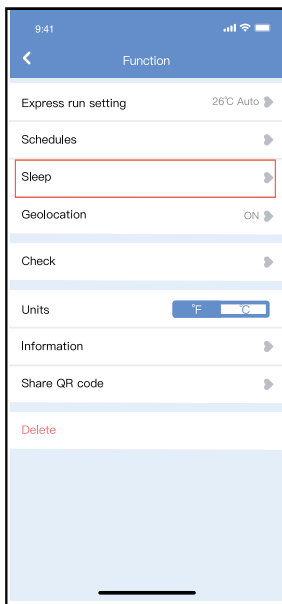 9:41
Function
Express run setting 26°C Auto
Schedules
Sleep
Geolocation ON
Check
Units °F °C
Information
Share QR code
Delete